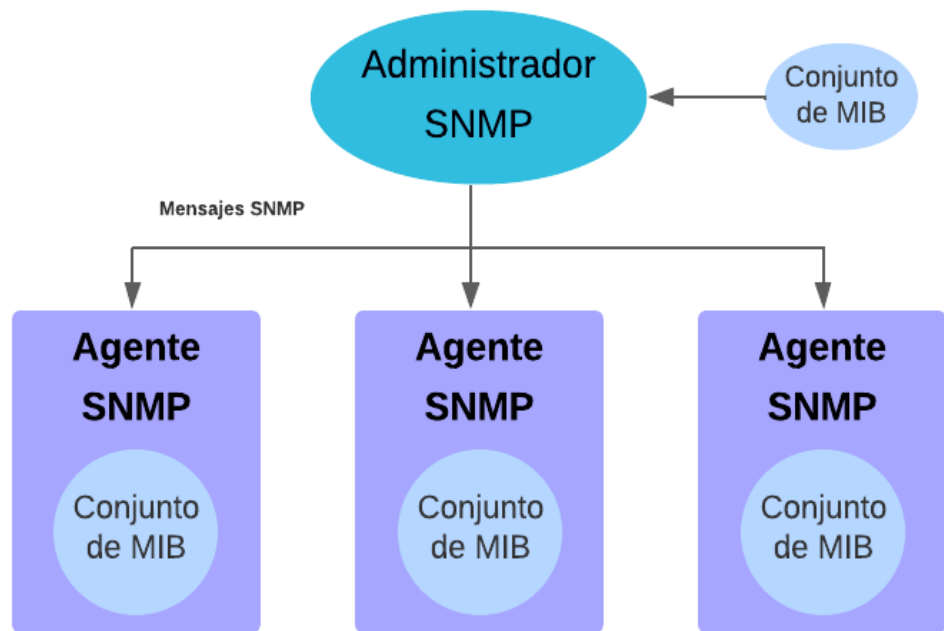 Administrador
SNMP
Conjunto
de MIB
Mensajes SNMP
Agente
SNMP
Conjunto
de MIB
Agente
SNMP
Conjunto
de MIB
Agente
SNMP
Conjunto
de MIB